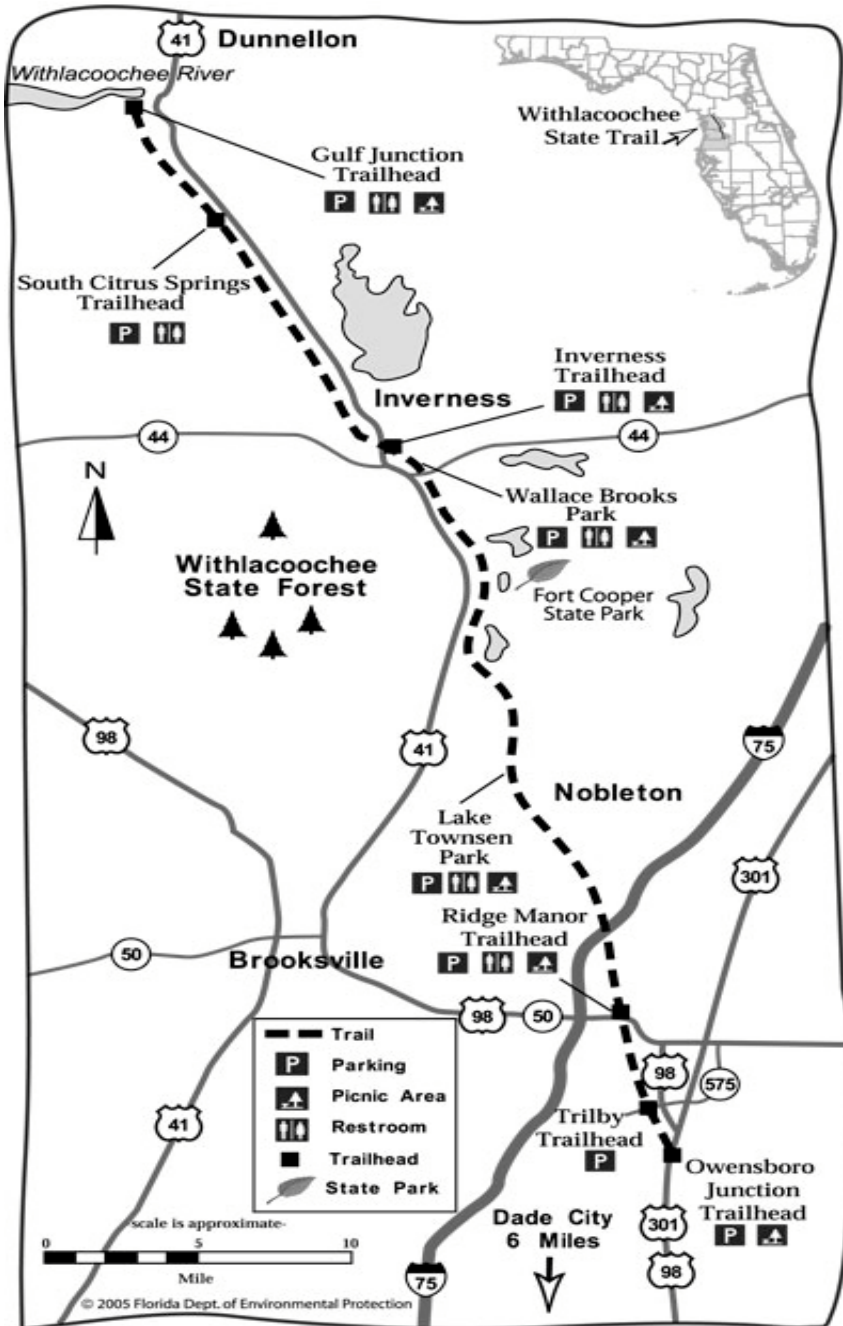 41
Dunnellon
Withlacoochee River
Withlacoochee
State Trail
Gulf Junction
Trailhead
P
South Citrus Springs
Trailhead
P
Inverness
Trailhead
P
Inverness
44
44
N
Wallace Brooks
Park
P
Withlacoochee
State Forest
Fort Cooper
State Park
98
41
75
Nobleton
Lake
Townsen
Park
P
301
Ridge Manor
Trailhead
P
50
Brooksville
98
50
Trail
P Parking
Picnic Area
Restroom
Trailhead
State Park
98
575
41
Trilby
Trailhead
P
Owensboro
Junction
Trailhead
P
-scale is approximate-
0 5 10
Mile
Dade City
6 Miles
301
98
75
© 2005 Florida Dept. of Environmental Protection